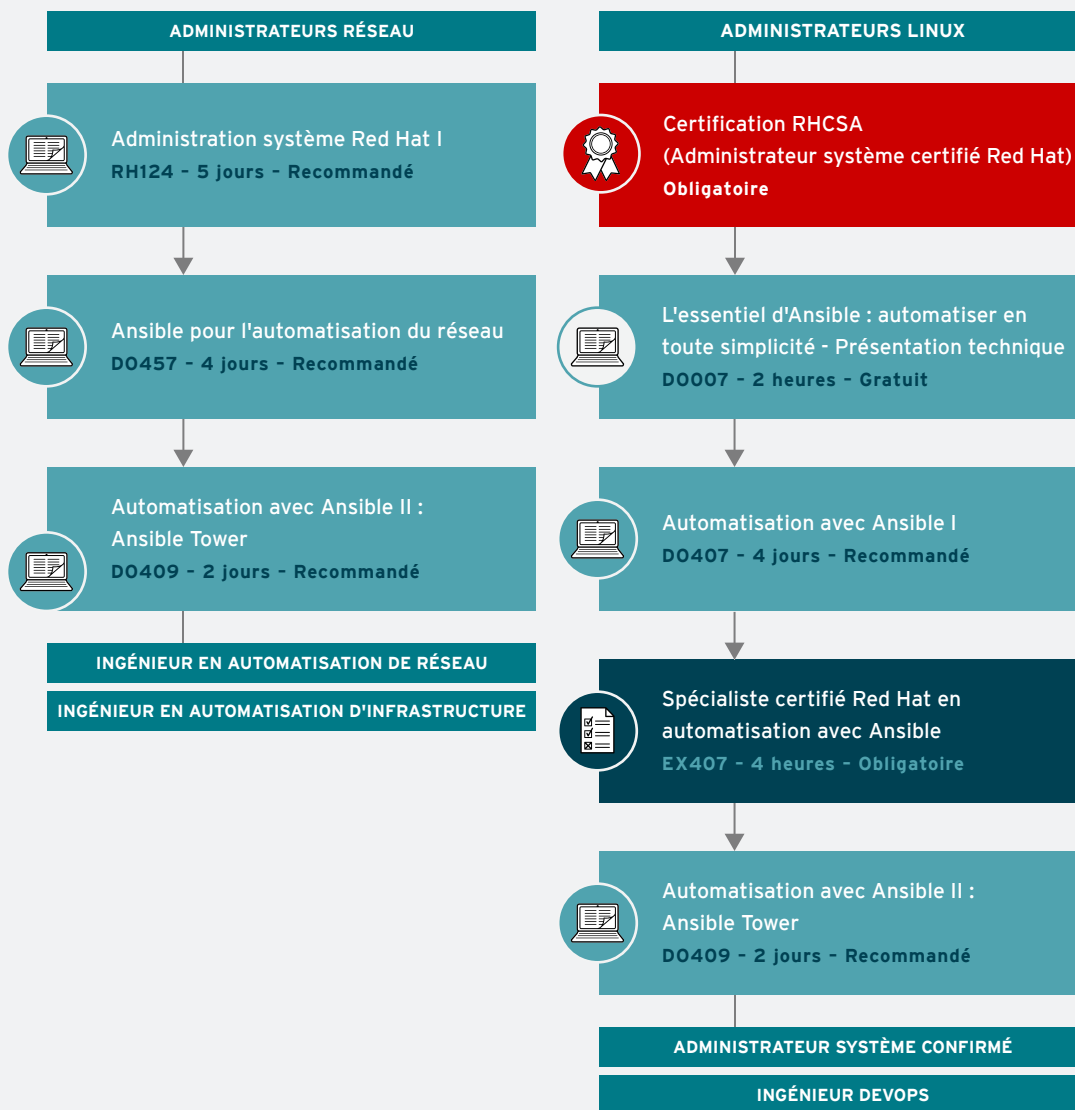 ADMINISTRATEURS RÉSEAU
Administration système Red Hat I
RH124 – 5 jours – Recommandé
Ansible pour l'automatisation du réseau
DO457 – 4 jours – Recommandé
Automatisation avec Ansible II :
Ansible Tower
DO409 – 2 jours – Recommandé
INGÉNIEUR EN AUTOMATISATION DE RÉSEAU
INGÉNIEUR EN AUTOMATISATION D'INFRASTRUCTURE
ADMINISTRATEURS LINUX
Certification RHCSA
(Administrateur système certifié Red Hat)
Obligatoire
L'essentiel d'Ansible : automatiser en
toute simplicité - Présentation technique
DO007 – 2 heures – Gratuit
Automatisation avec Ansible I
DO407 – 4 jours – Recommandé
Spécialiste certifié Red Hat en
automatisation avec Ansible
EX407 – 4 heures – Obligatoire
Automatisation avec Ansible II :
Ansible Tower
DO409 – 2 jours – Recommandé
ADMINISTRATEUR SYSTÈME CONFIRMÉ
INGÉNIEUR DEVOPS